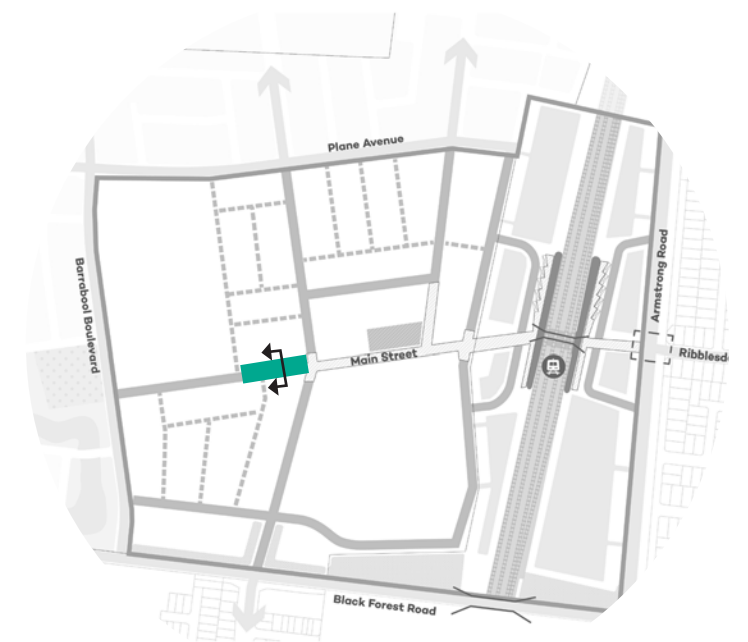 Plane Avenue
Barrabool Boulevard
Armstrong Road
Main Street
Ribblesd
Black Forest Road